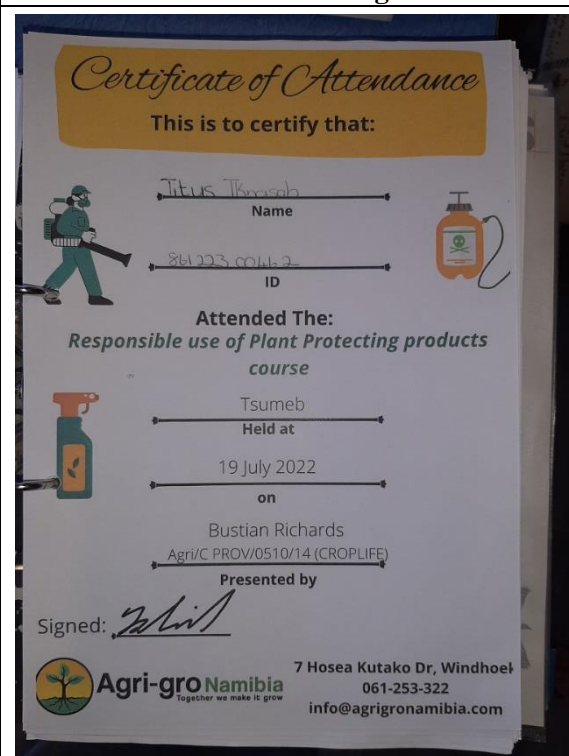 Certificate of Attendance
This is to certify that:
Titus
Name
861223 00462
ID
Attended The:
Responsible use of Plant Protecting products
course
Tsumeb
Held at
19 July 2022
on
Bustian Richards
Agri/C PROV/0510/14 (CROPLIFE)
Presented by
Signed:
Agri-gro Namibia
Together we make it grow
7 Hosea Kutako Dr, Windhoek
061-253-322
info@agrigronamibia.com